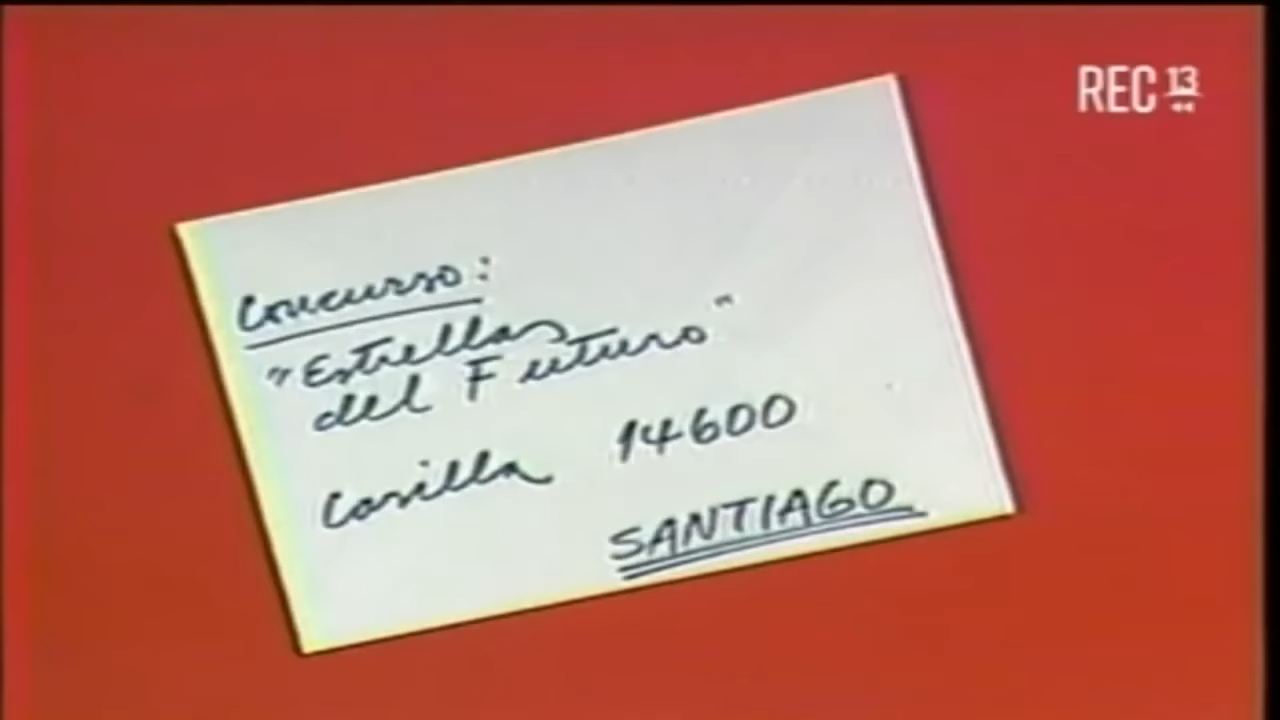 REC 13
Concurso:
"Estrellas
del Futuro"
Casilla 14600
SANTIAGO